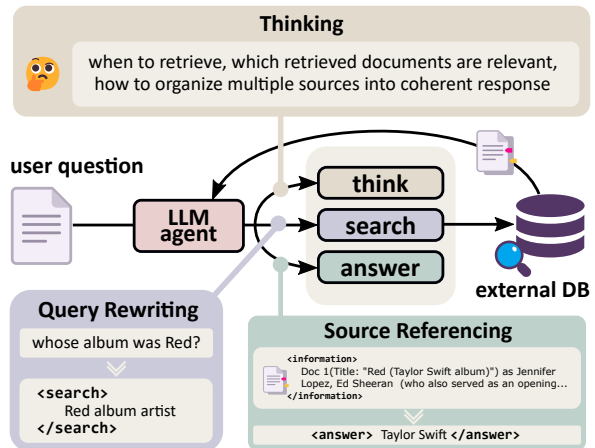 Thinking
when to retrieve, which retrieved documents are relevant,
how to organize multiple sources into coherent response
user question
LLM
agent
think
search
answer
external DB
Query Rewriting
whose album was Red?
<search>
Red album artist
</search>
Source Referencing
<information>
Doc 1(Title: "Red (Taylor Swift album)") as Jennifer
Lopez, Ed Sheeran (who also served as an opening...
</information>
<answer> Taylor Swift </answer>